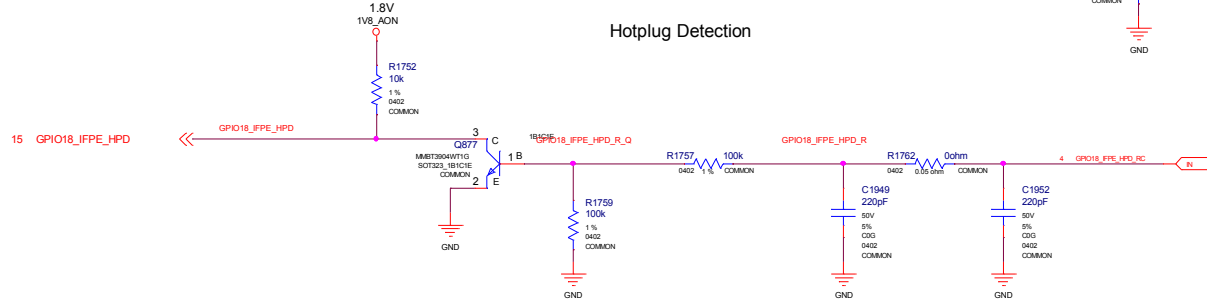 COMMON
GND
1.8V
1V8_AON
Hotplug Detection
R1752
10k
1 %
0402
COMMON
15 GPIO18_IFPE_HPD
GPIO18_IFPE_HPD
3 C
Q877
MMBT3904WT1G
SOT323_1B1C1E
COMMON
1B1C1E
1 B
2 E
GND
GPIO18_IFPE_HPD_R_Q
R1757 100k
0402 1 % COMMON
GPIO18_IFPE_HPD_R
R1762 0ohm
0402 0.05 ohm COMMON
4 GPIO18_IFPE_HPD_RC
IN
R1759
100k
1 %
0402
COMMON
GND
C1949
220pF
50V
5%
C0G
0402
COMMON
GND
C1952
220pF
50V
5%
C0G
0402
COMMON
GND